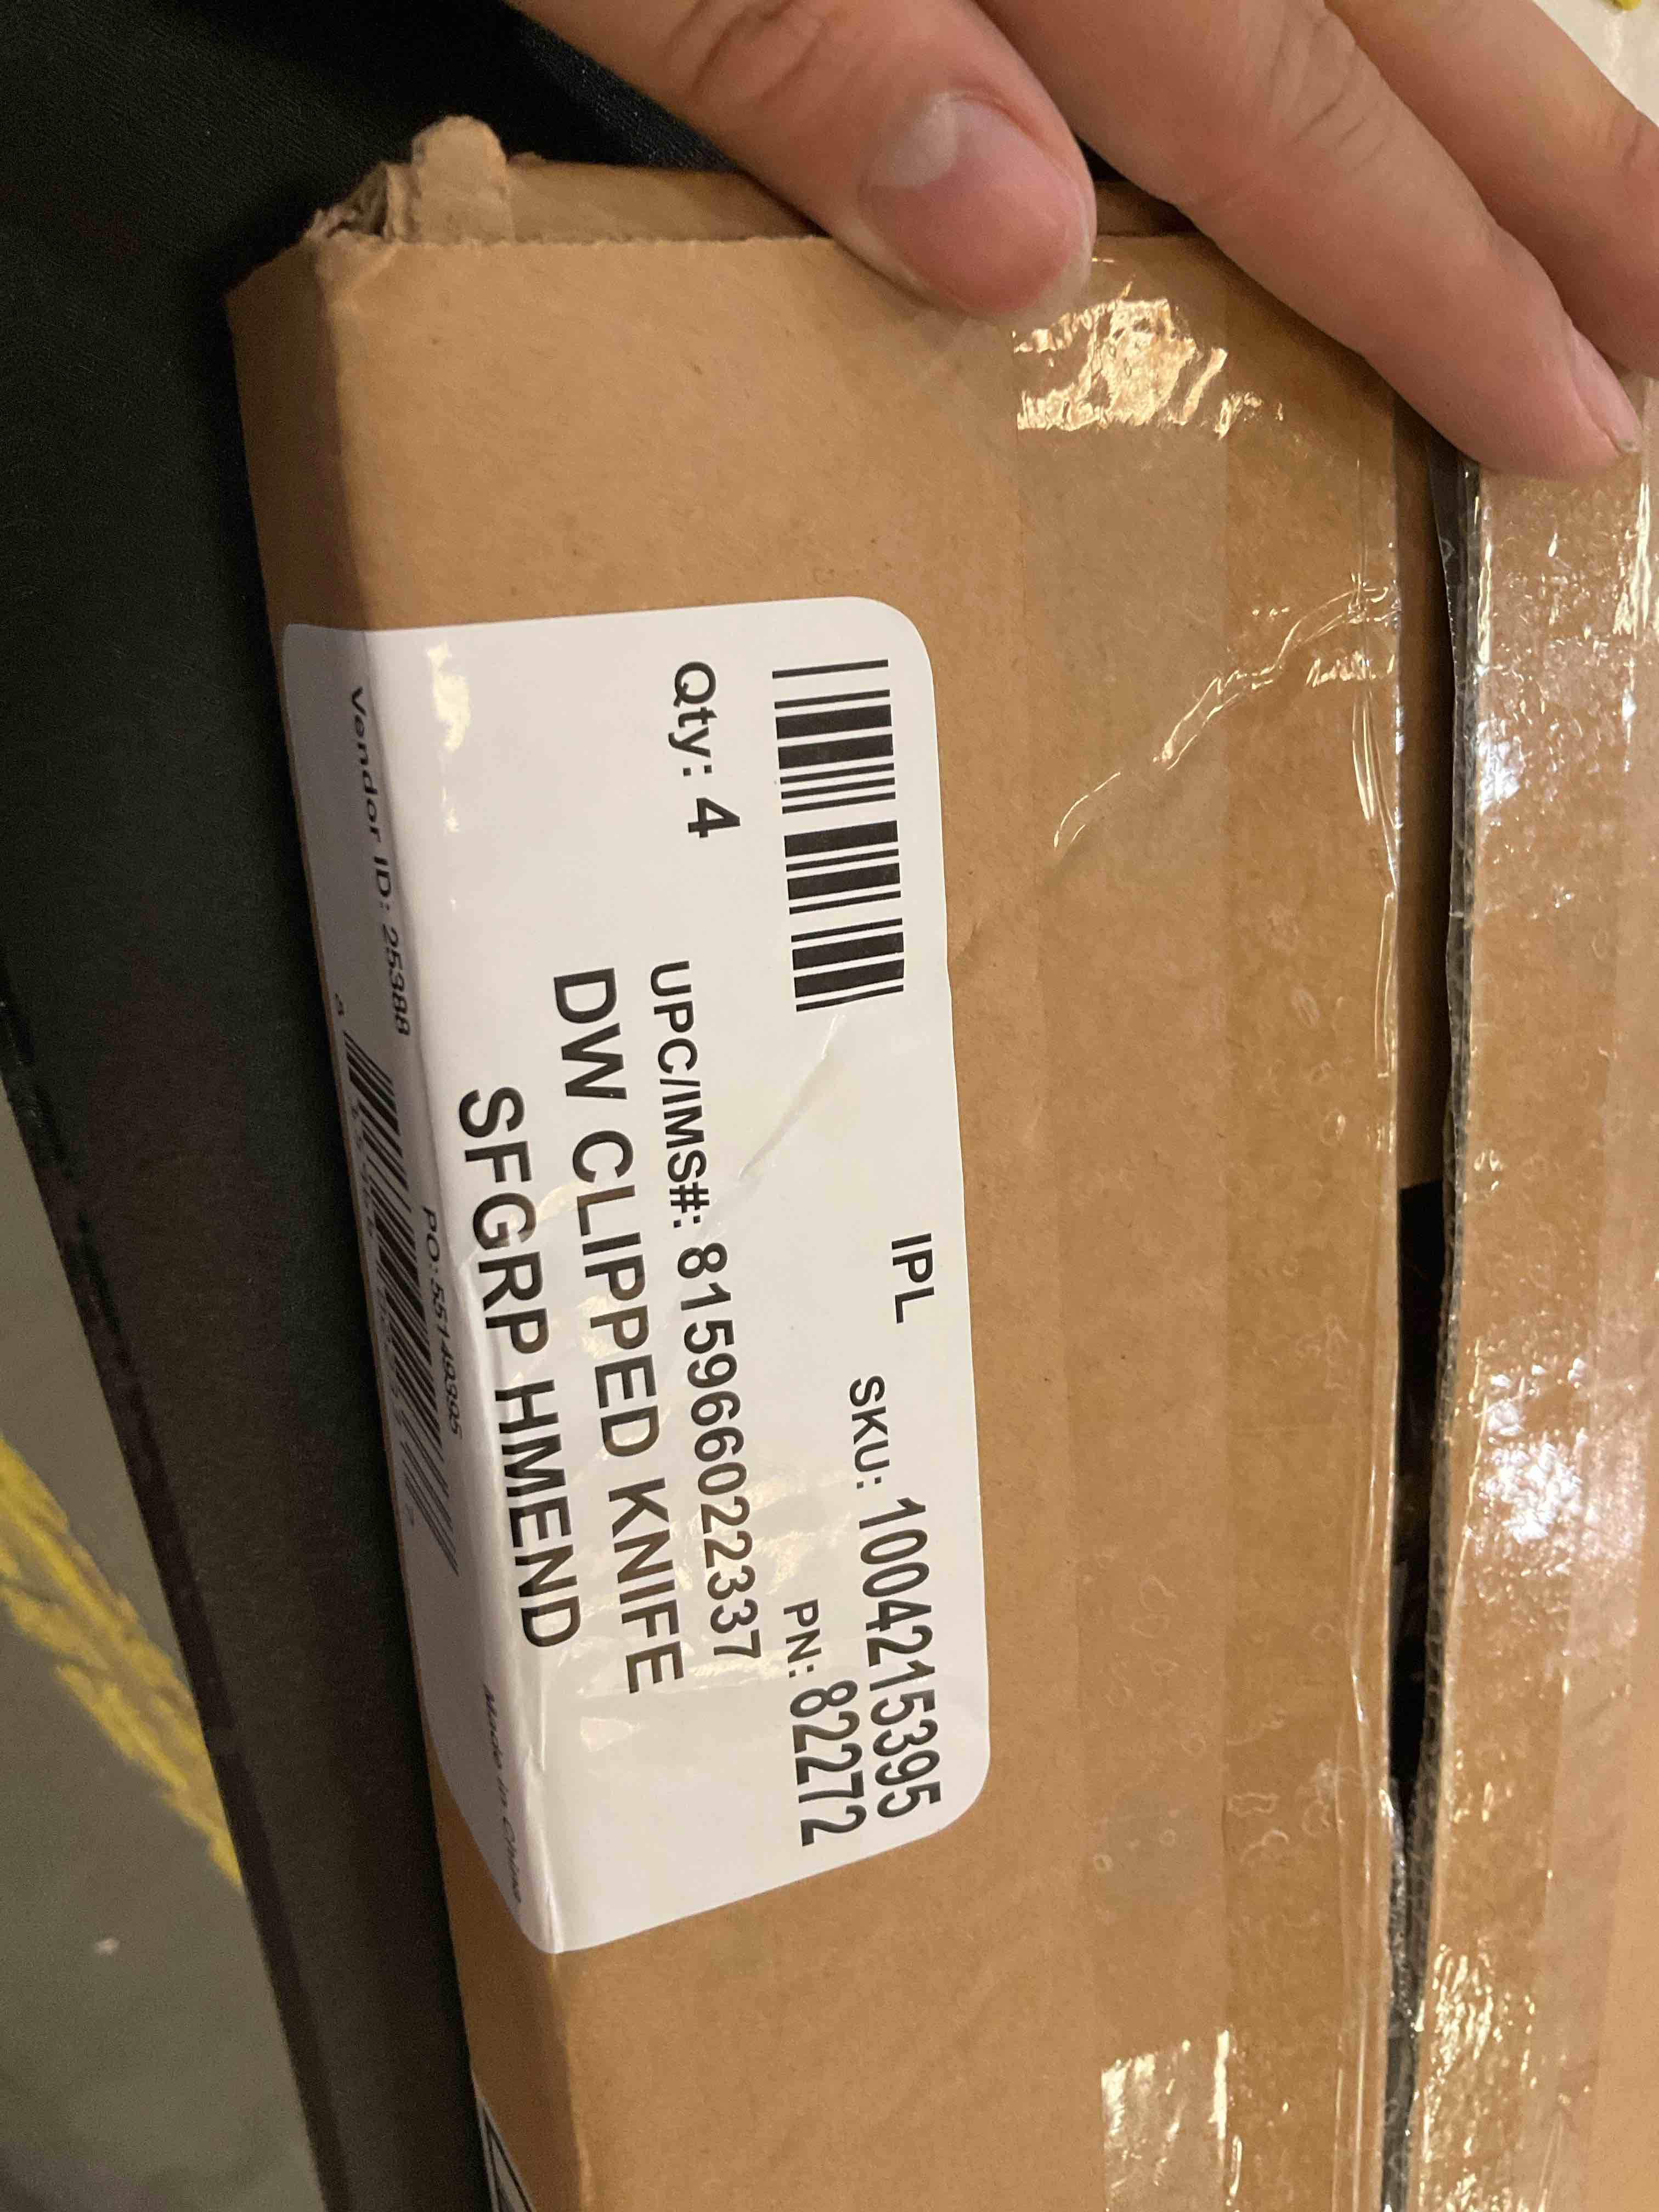 IPL
SKU: 1004215395
PN: 82272
Qty: 4
UPC/IMS#: 815966022337
DW CLIPPED KNIFE
SFGRP HMEND
Vendor ID: 25388
Made in China